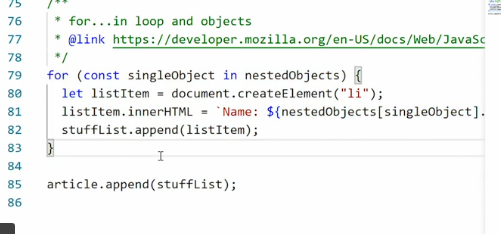 75 /**
76  * for...in loop and objects
77  * @link https://developer.mozilla.org/en-US/docs/Web/JavaSc
78  */
79 for (const singleObject in nestedObjects) {
80   let listItem = document.createElement("li");
81   listItem.innerHTML = `Name: ${nestedObjects[singleObject].
82   stuffList.append(listItem);
83 }
84
85 article.append(stuffList);
86